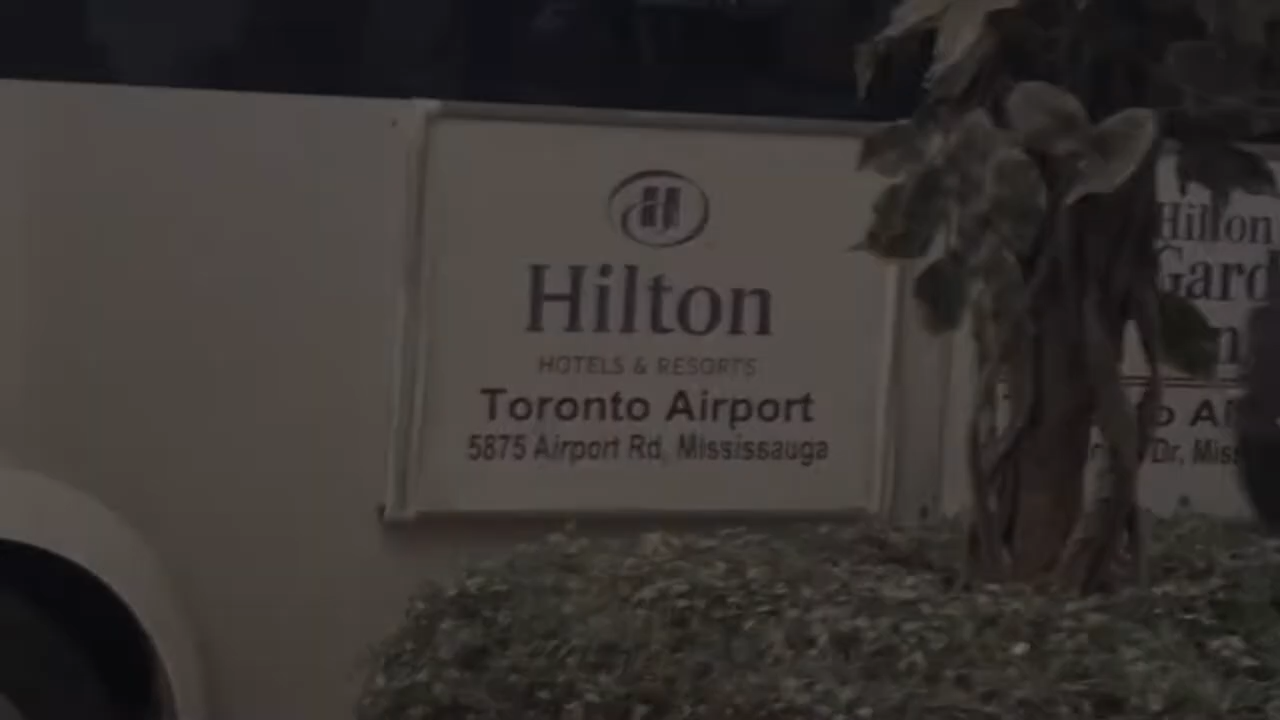 H
Hilton
HOTELS & RESORTS
Toronto Airport
5875 Airport Rd, Mississauga
Hilton